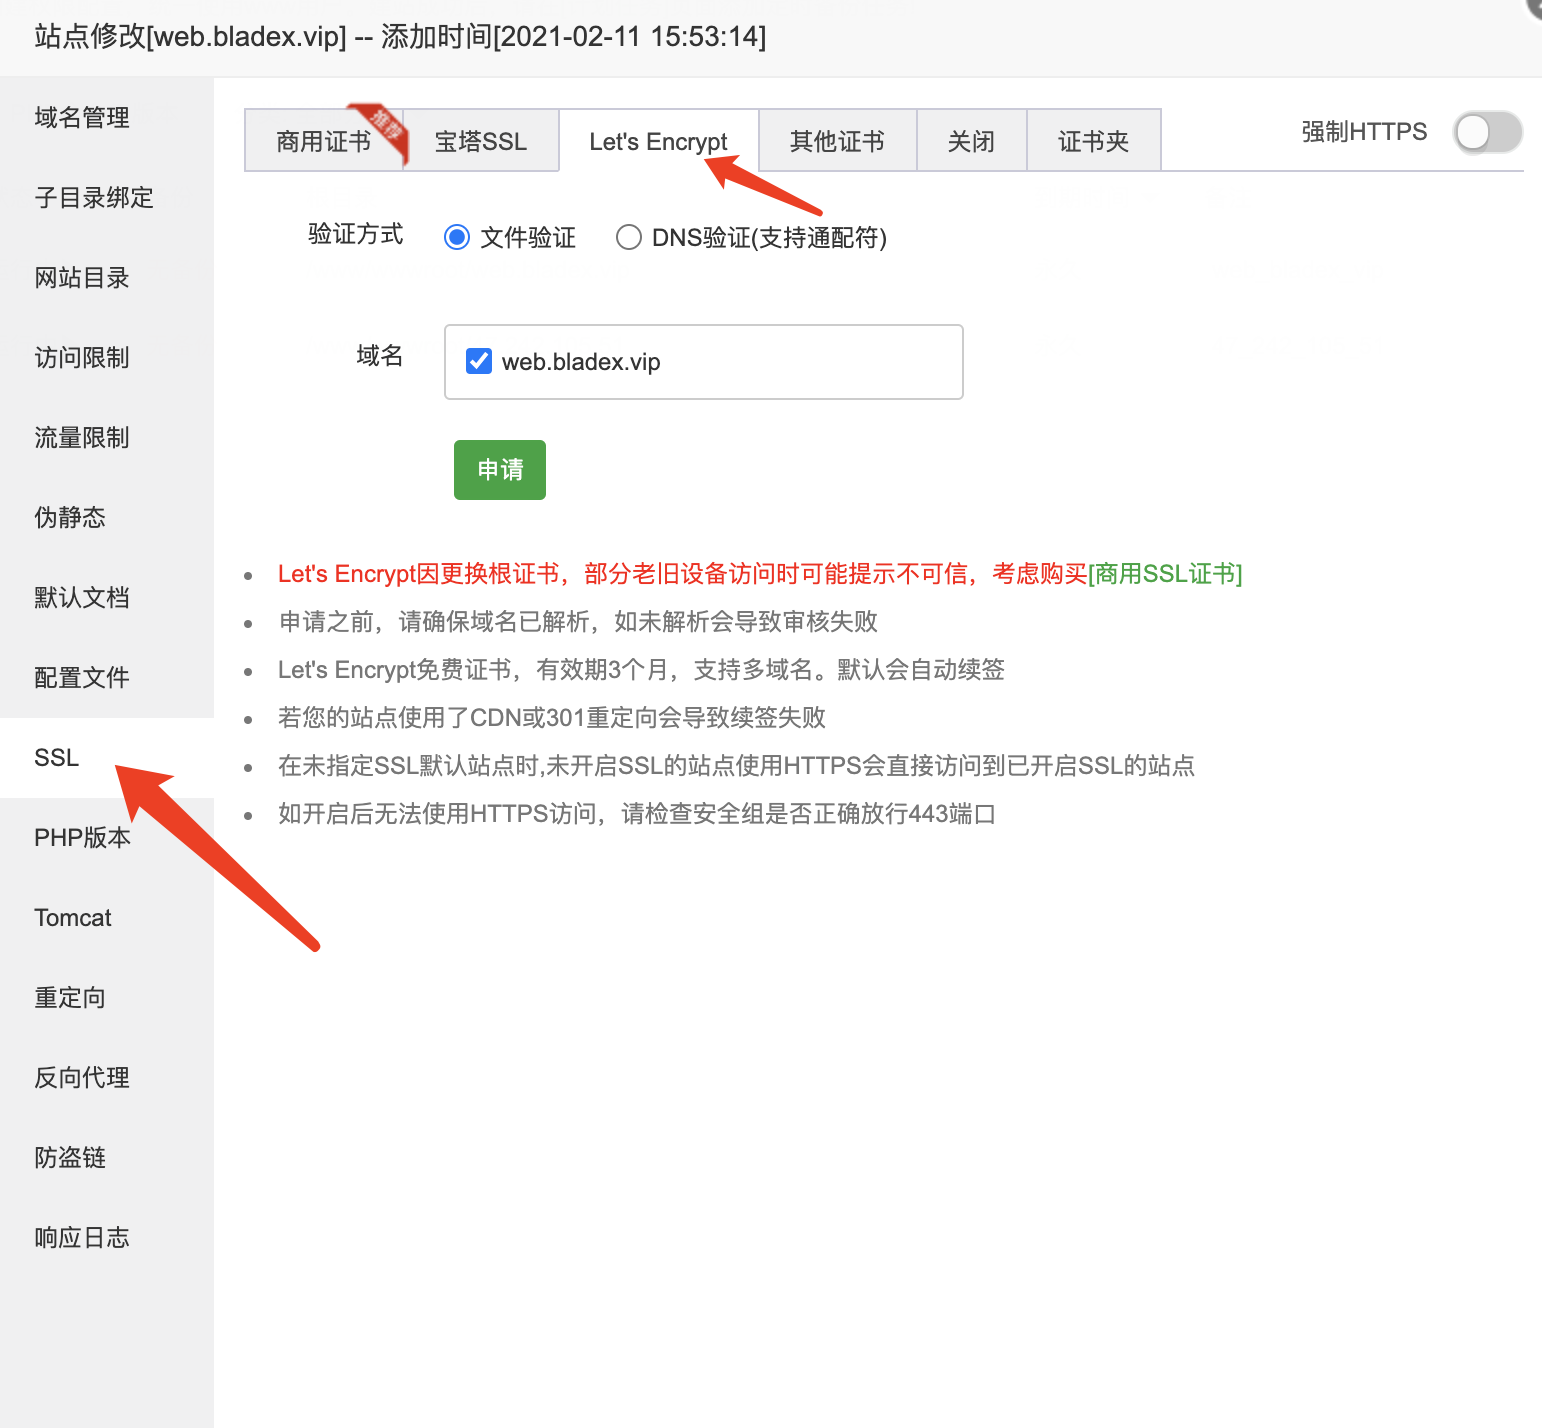 站点修改[web.bladex.vip] -- 添加时间[2021-02-11 15:53:14]
域名管理
子目录绑定
网站目录
访问限制
流量限制
伪静态
默认文档
配置文件
SSL
PHP版本
Tomcat
重定向
反向代理
防盗链
响应日志
商用证书 推荐 宝塔SSL Let's Encrypt 其他证书 关闭 证书夹 强制HTTPS
验证方式 文件验证 DNS验证(支持通配符)
域名 web.bladex.vip
申请
Let's Encrypt因更换根证书，部分老旧设备访问时可能提示不可信，考虑购买[商用SSL证书]
申请之前，请确保域名已解析，如未解析会导致审核失败
Let's Encrypt免费证书，有效期3个月，支持多域名。默认会自动续签
若您的站点使用了CDN或301重定向会导致续签失败
在未指定SSL默认站点时,未开启SSL的站点使用HTTPS会直接访问到已开启SSL的站点
如开启后无法使用HTTPS访问，请检查安全组是否正确放行443端口